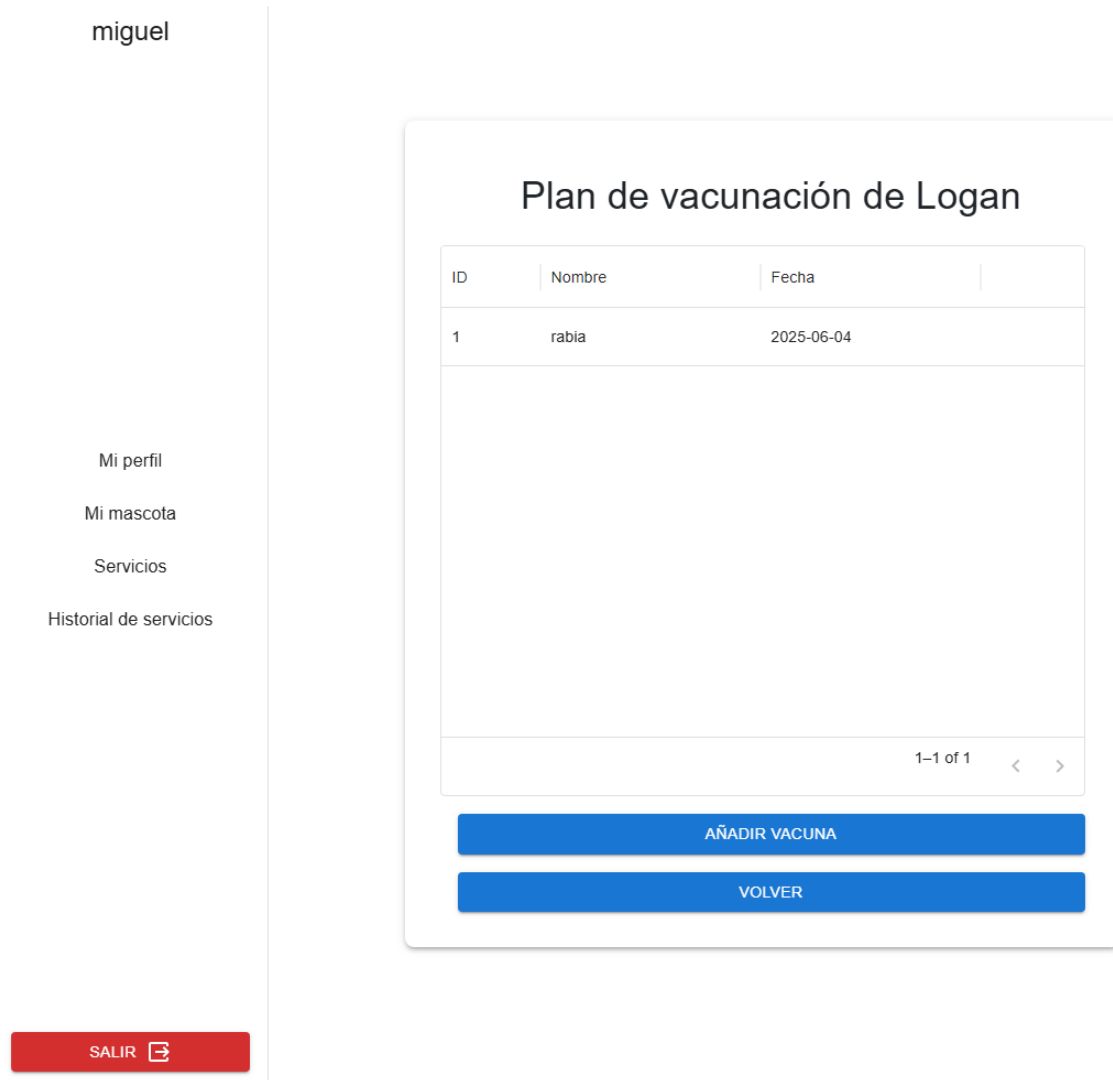 miguel
Mi perfil
Mi mascota
Servicios
Historial de servicios
SALIR
Plan de vacunación de Logan
ID Nombre Fecha
1 rabia 2025-06-04
1–1 of 1
AÑADIR VACUNA
VOLVER